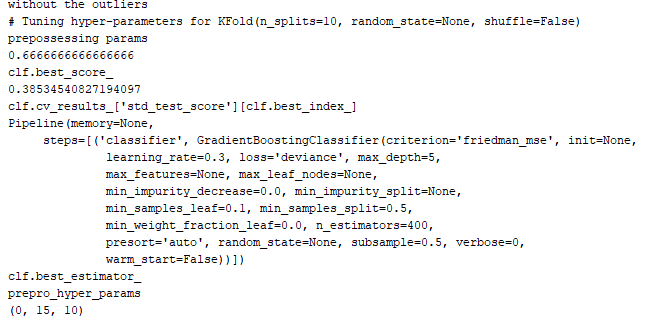 without the outliers
# Tuning hyper-parameters for KFold(n_splits=10, random_state=None, shuffle=False)
prepossessing params
0.6666666666666666
clf.best_score_
0.38534540827194097
clf.cv_results_['std_test_score'][clf.best_index_]
Pipeline(memory=None,
     steps=[('classifier', GradientBoostingClassifier(criterion='friedman_mse', init=None,
              learning_rate=0.3, loss='deviance', max_depth=5,
              max_features=None, max_leaf_nodes=None,
              min_impurity_decrease=0.0, min_impurity_split=None,
              min_samples_leaf=0.1, min_samples_split=0.5,
              min_weight_fraction_leaf=0.0, n_estimators=400,
              presort='auto', random_state=None, subsample=0.5, verbose=0,
              warm_start=False))])
clf.best_estimator_
prepro_hyper_params
(0, 15, 10)